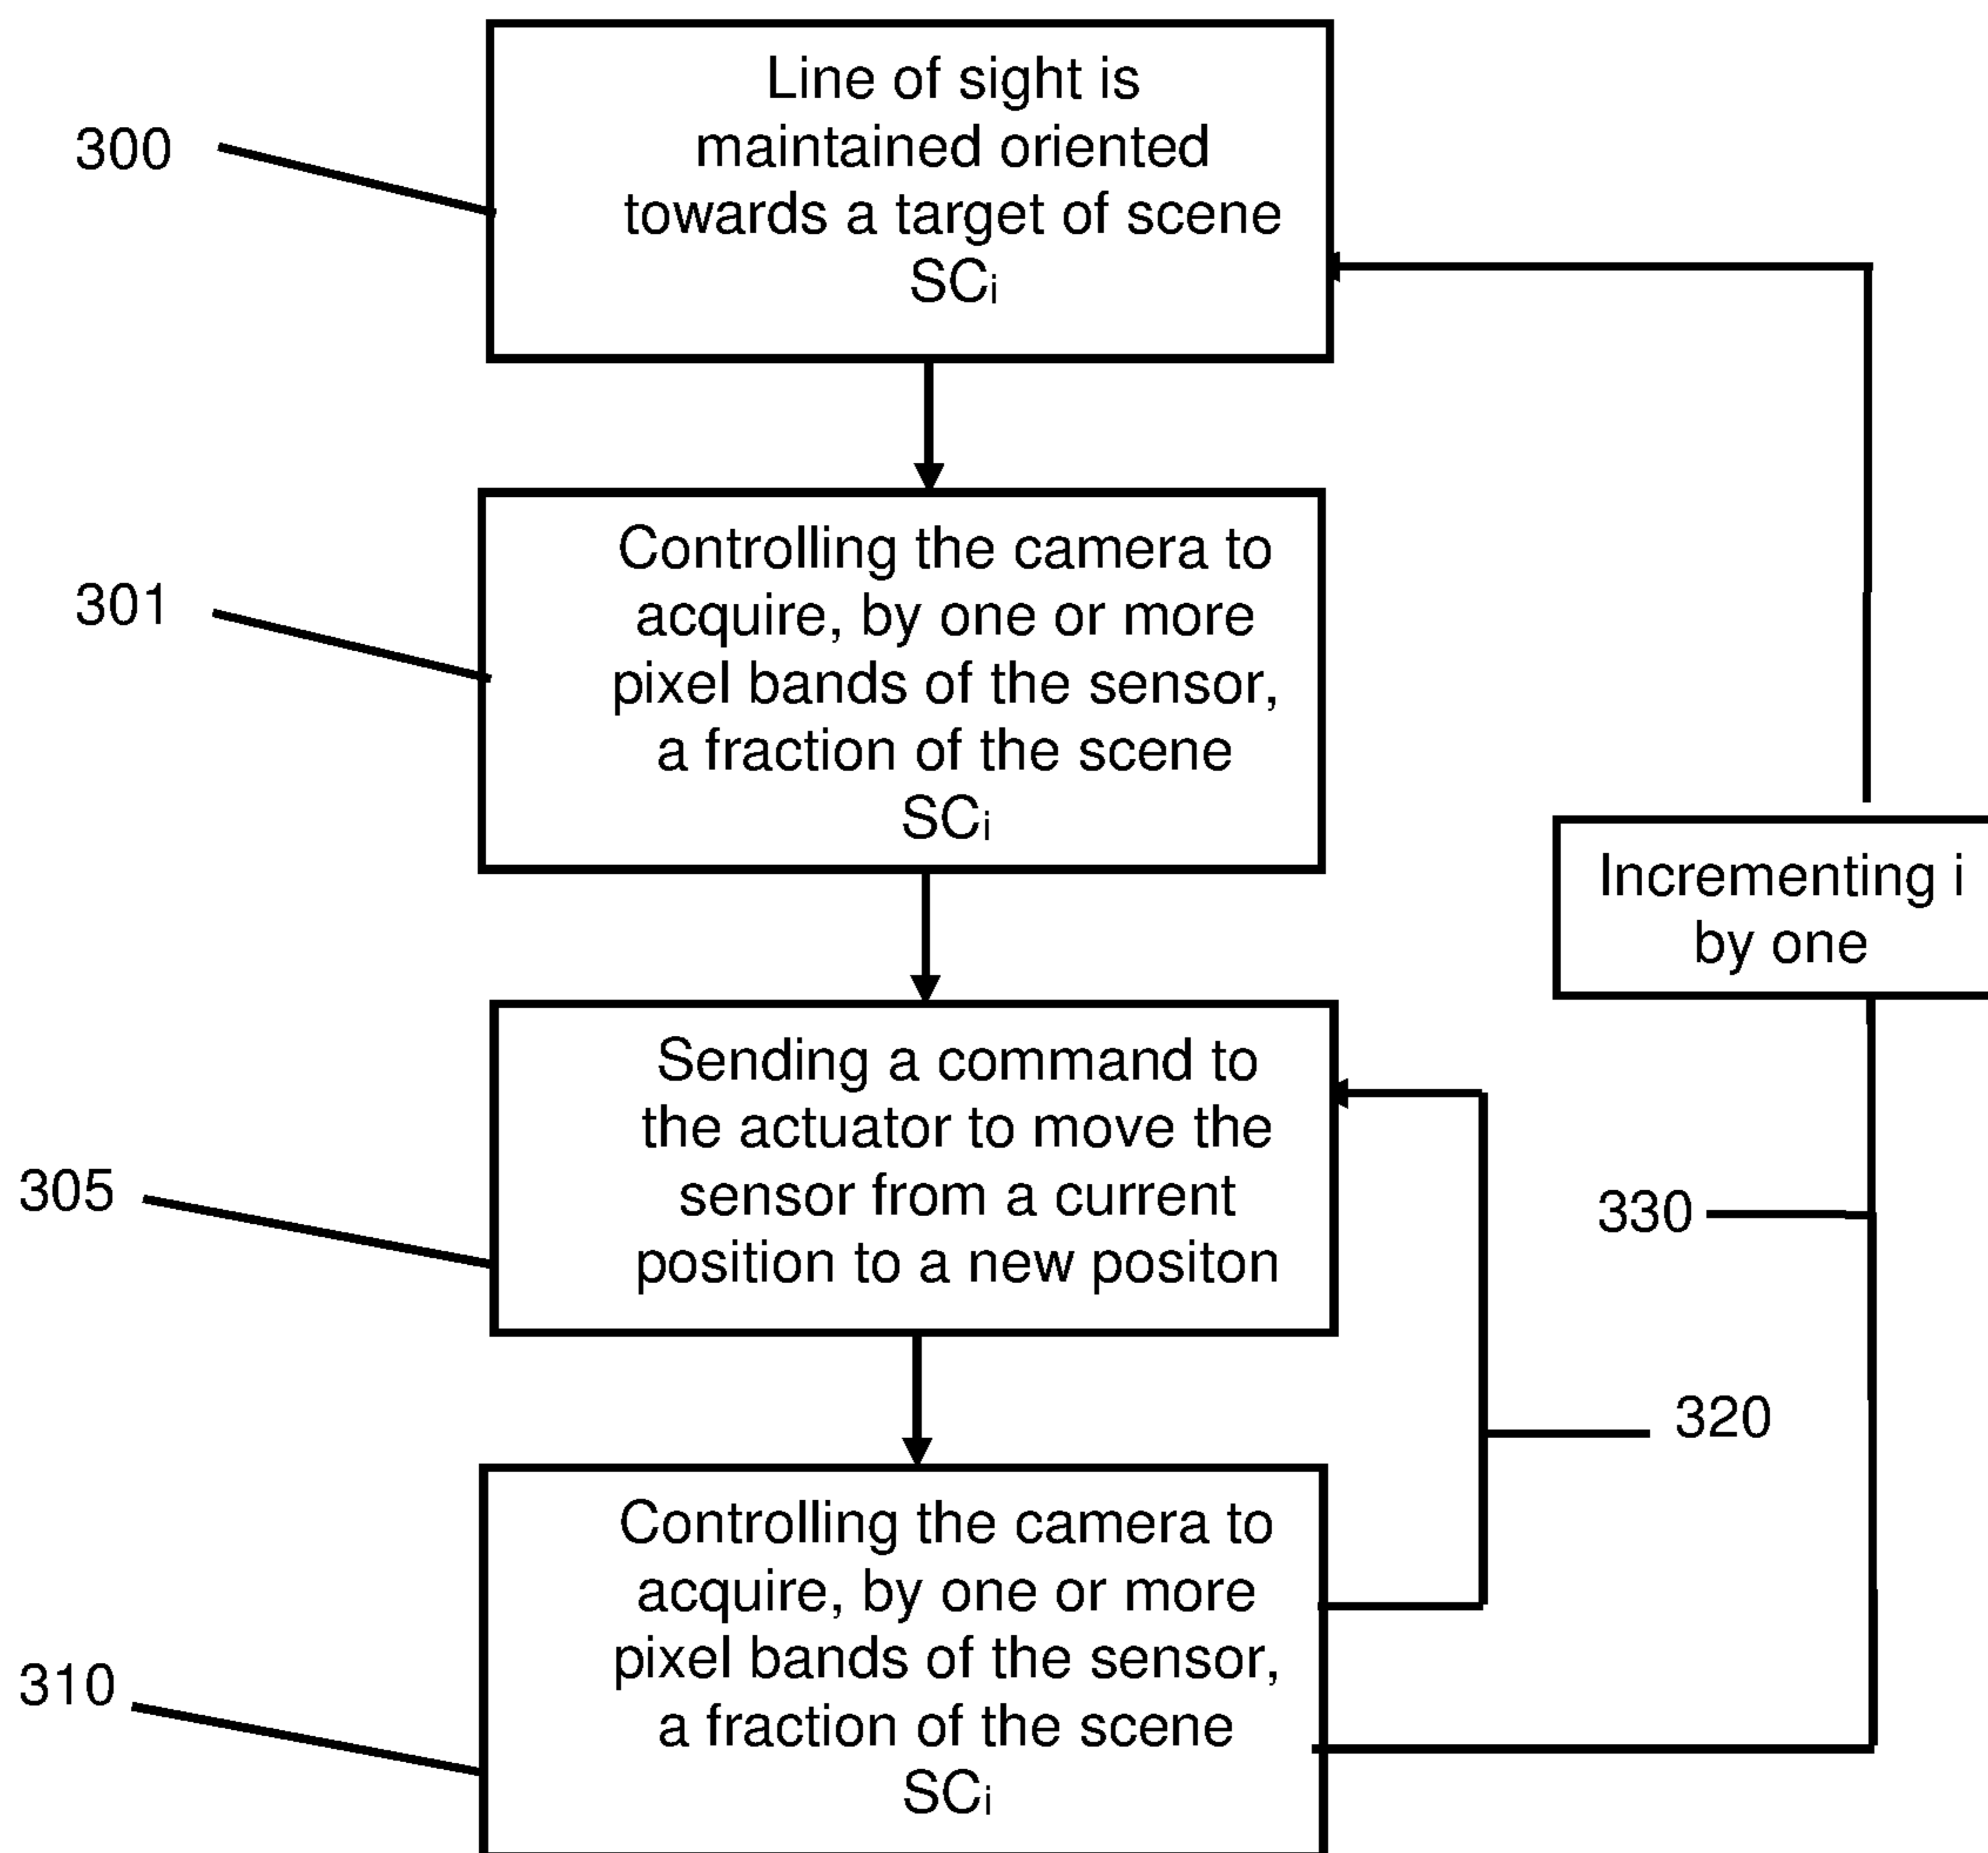 Line of sight is
maintained oriented
towards a target of scene
SCi
300
Controlling the camera to
acquire, by one or more
pixel bands of the sensor,
a fraction of the scene
SCi
301
Incrementing i
by one
Sending a command to
the actuator to move the
sensor from a current
position to a new positon
305
330
320
Controlling the camera to
acquire, by one or more
pixel bands of the sensor,
a fraction of the scene
SCi
310